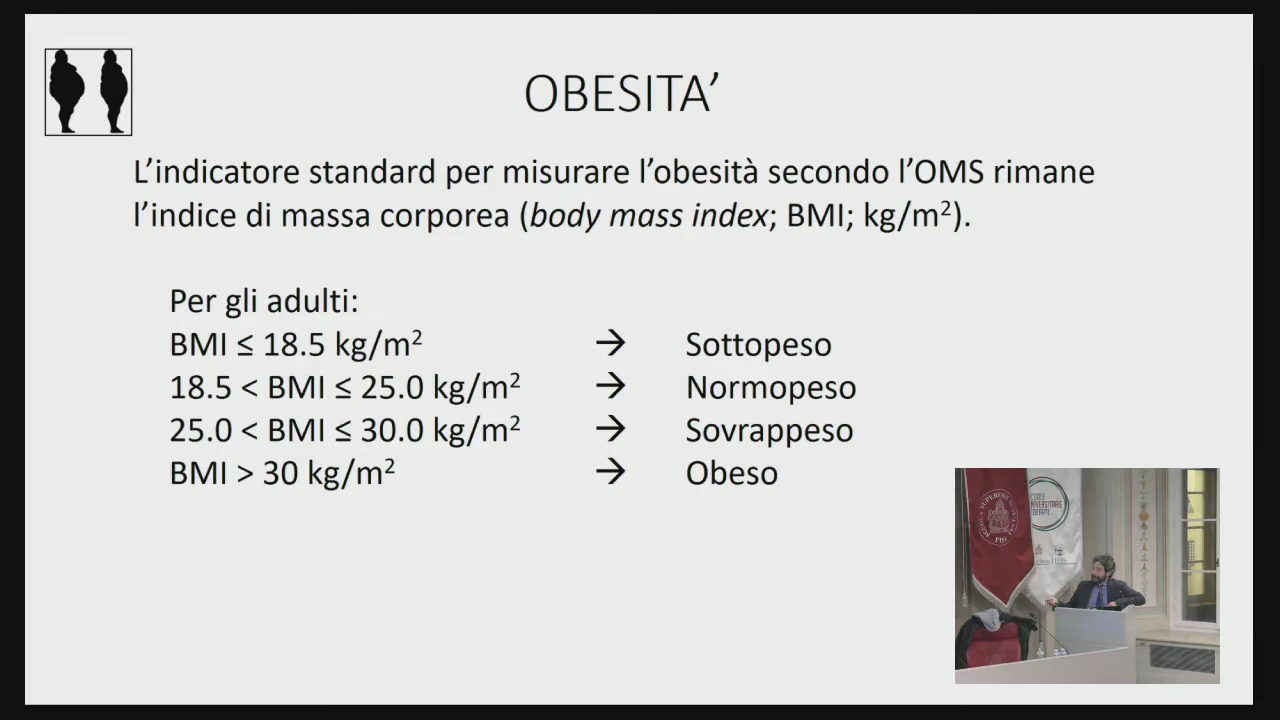 OBESITA’
L’indicatore standard per misurare l’obesità secondo l’OMS rimane
l’indice di massa corporea (body mass index; BMI; kg/m²).
Per gli adulti:
BMI ≤ 18.5 kg/m² → Sottopeso
18.5 < BMI ≤ 25.0 kg/m² → Normopeso
25.0 < BMI ≤ 30.0 kg/m² → Sovrappeso
BMI > 30 kg/m² → Obeso